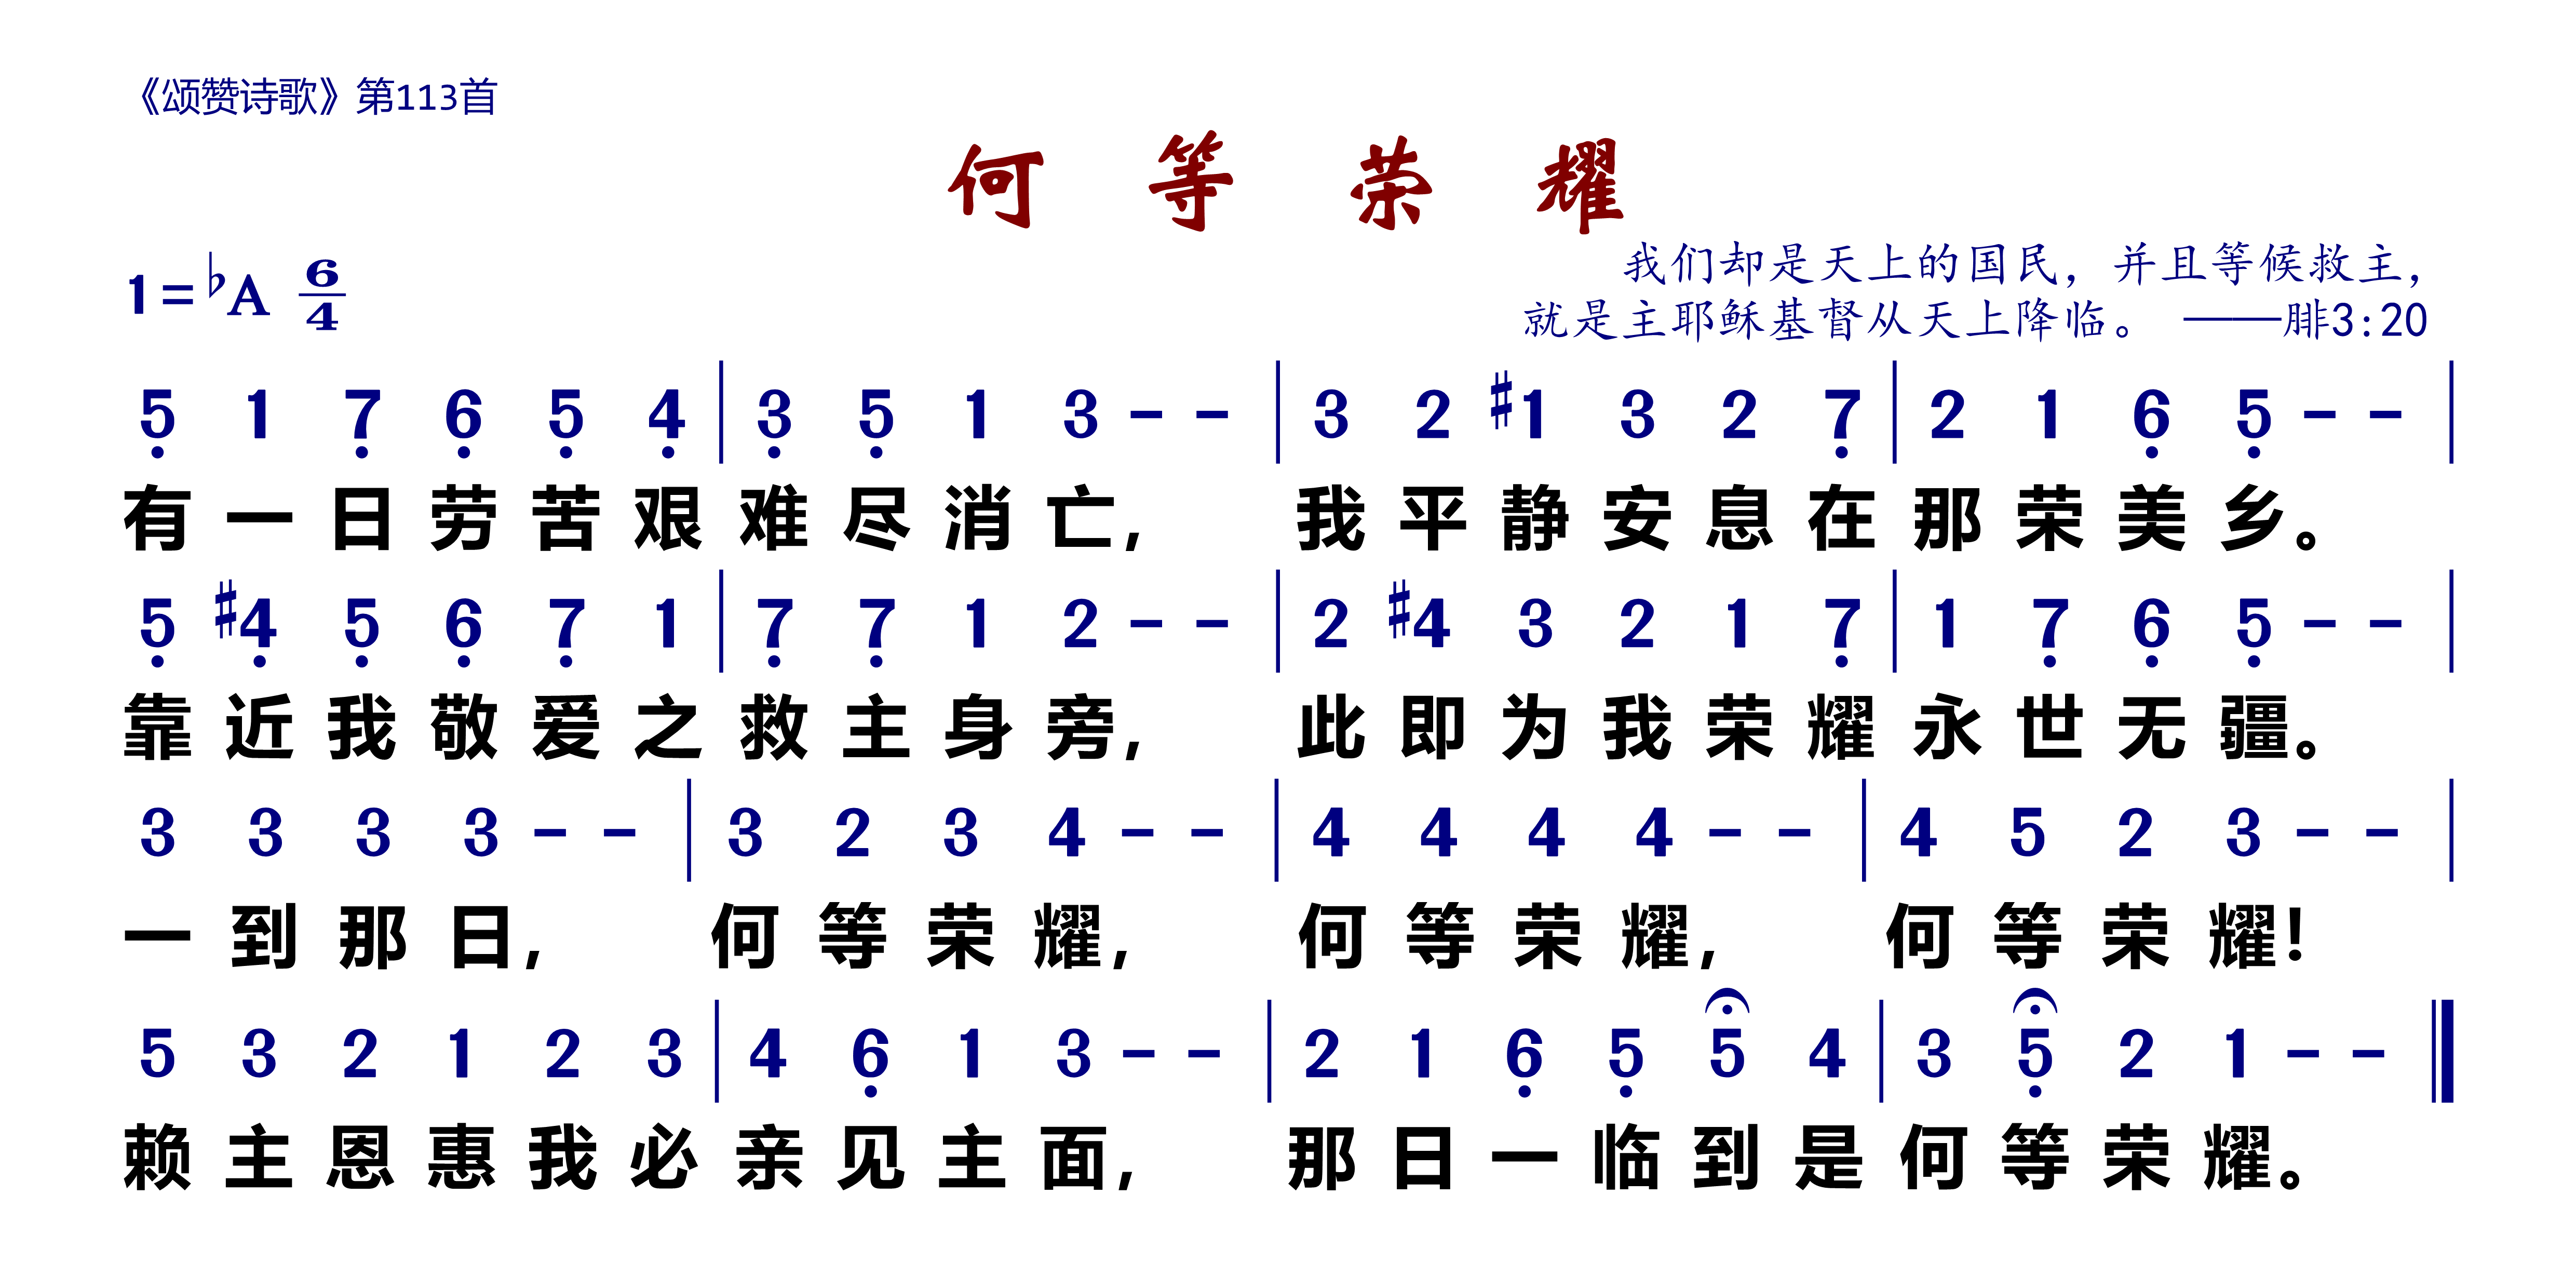 《颂赞诗歌》第113首
何 等 荣 耀
1=♭A 6/4
我们却是天上的国民，并且等候救主，
就是主耶稣基督从天上降临。 ——腓3:20
5̣ 1 7̣ 6̣ 5̣ 4̣ | 3̣ 5̣ 1 3 – – | 3 2 ♯1 3 2 7̣ | 2 1 6̣ 5̣ – – |
有一日劳苦艰难尽消亡, 我平静安息在那荣美乡。
5̣ ♯4̣ 5̣ 6̣ 7̣ 1 | 7̣ 7̣ 1 2 – – | 2 ♯4 3 2 1 7̣ | 1 7̣ 6̣ 5̣ – – |
靠近我敬爱之救主身旁, 此即为我荣耀永世无疆。
3 3 3 3 – – | 3 2 3 4 – – | 4 4 4 4 – – | 4 5 2 3 – – |
一到那日, 何等荣耀, 何等荣耀, 何等荣耀!
5 3 2 1 2 3 | 4 6̣ 1 3 – – | 2 1 6̣ 5̣ 5 4 | 3 5̣ 2 1 – – ‖
赖主恩惠我必亲见主面, 那日一临到是何等荣耀。